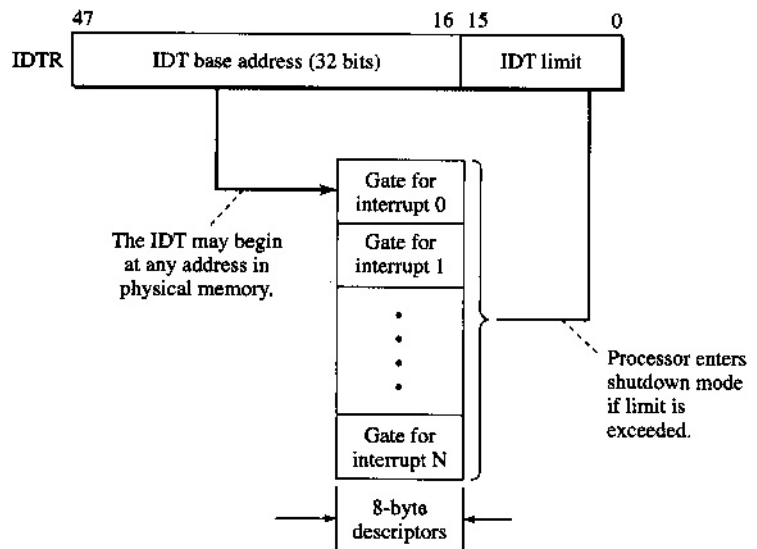 47
16
15
0
IDTR
IDT base address (32 bits)
IDT limit
Gate for
interrupt 0
The IDT may begin
at any address in
physical memory.
Gate for
interrupt 1
Processor enters
shutdown mode
if limit is
exceeded.
Gate for
interrupt N
8-byte
descriptors